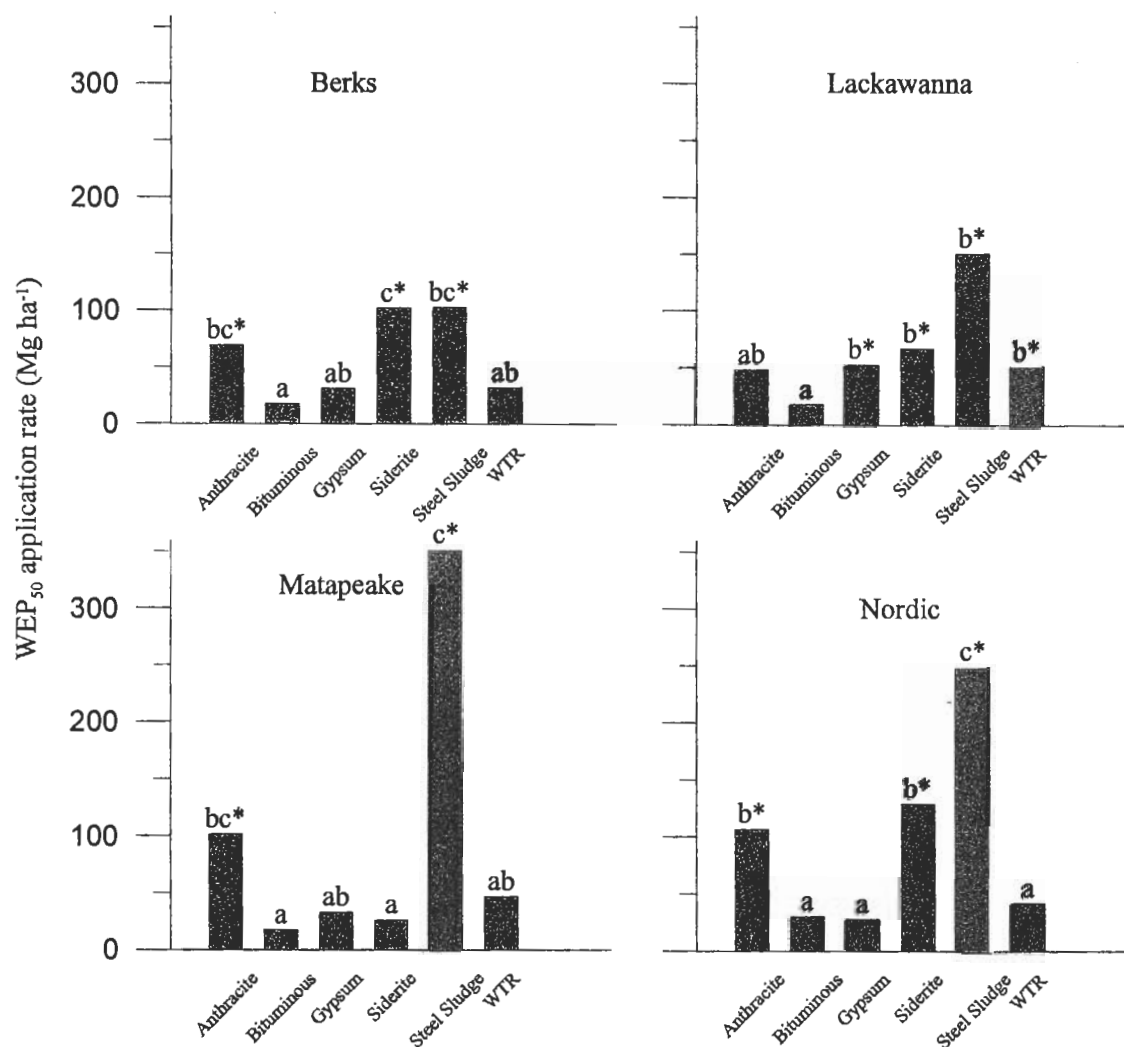 WEP50 application rate (Mg ha-1)
Berks
300
200
100
0
bc*
a
ab
c*
bc*
ab
Anthracite
Bituminous
Gypsum
Siderite
Steel Sludge
WTR
Lackawanna
ab
a
b*
b*
b*
b*
Anthracite
Bituminous
Gypsum
Siderite
Steel Sludge
WTR
Matapeake
300
200
100
0
bc*
a
ab
a
c*
ab
Anthracite
Bituminous
Gypsum
Siderite
Steel Sludge
WTR
Nordic
b*
a
a
b*
c*
a
Anthracite
Bituminous
Gypsum
Siderite
Steel Sludge
WTR